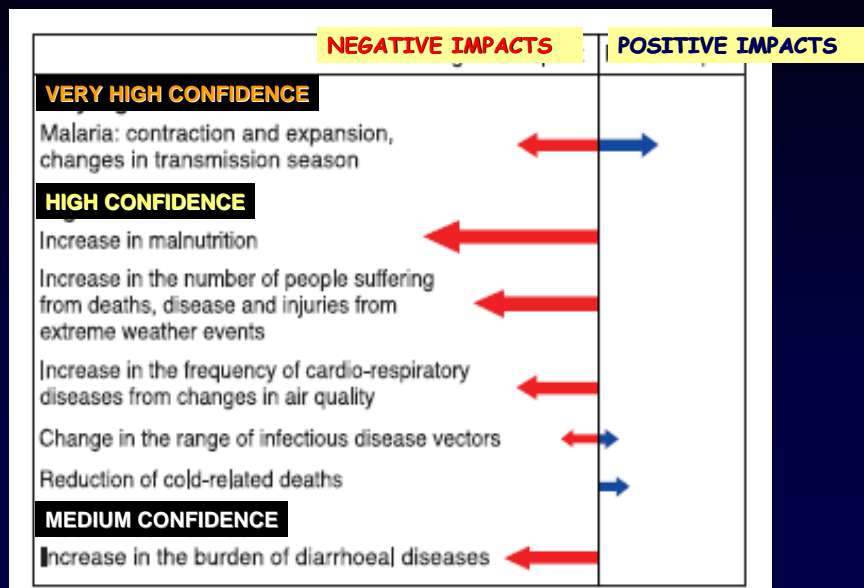 NEGATIVE IMPACTS POSITIVE IMPACTS
VERY HIGH CONFIDENCE
Malaria: contraction and expansion,
changes in transmission season
HIGH CONFIDENCE
Increase in malnutrition
Increase in the number of people suffering
from deaths, disease and injuries from
extreme weather events
Increase in the frequency of cardio-respiratory
diseases from changes in air quality
Change in the range of infectious disease vectors
Reduction of cold-related deaths
MEDIUM CONFIDENCE
Increase in the burden of diarrhoeal diseases